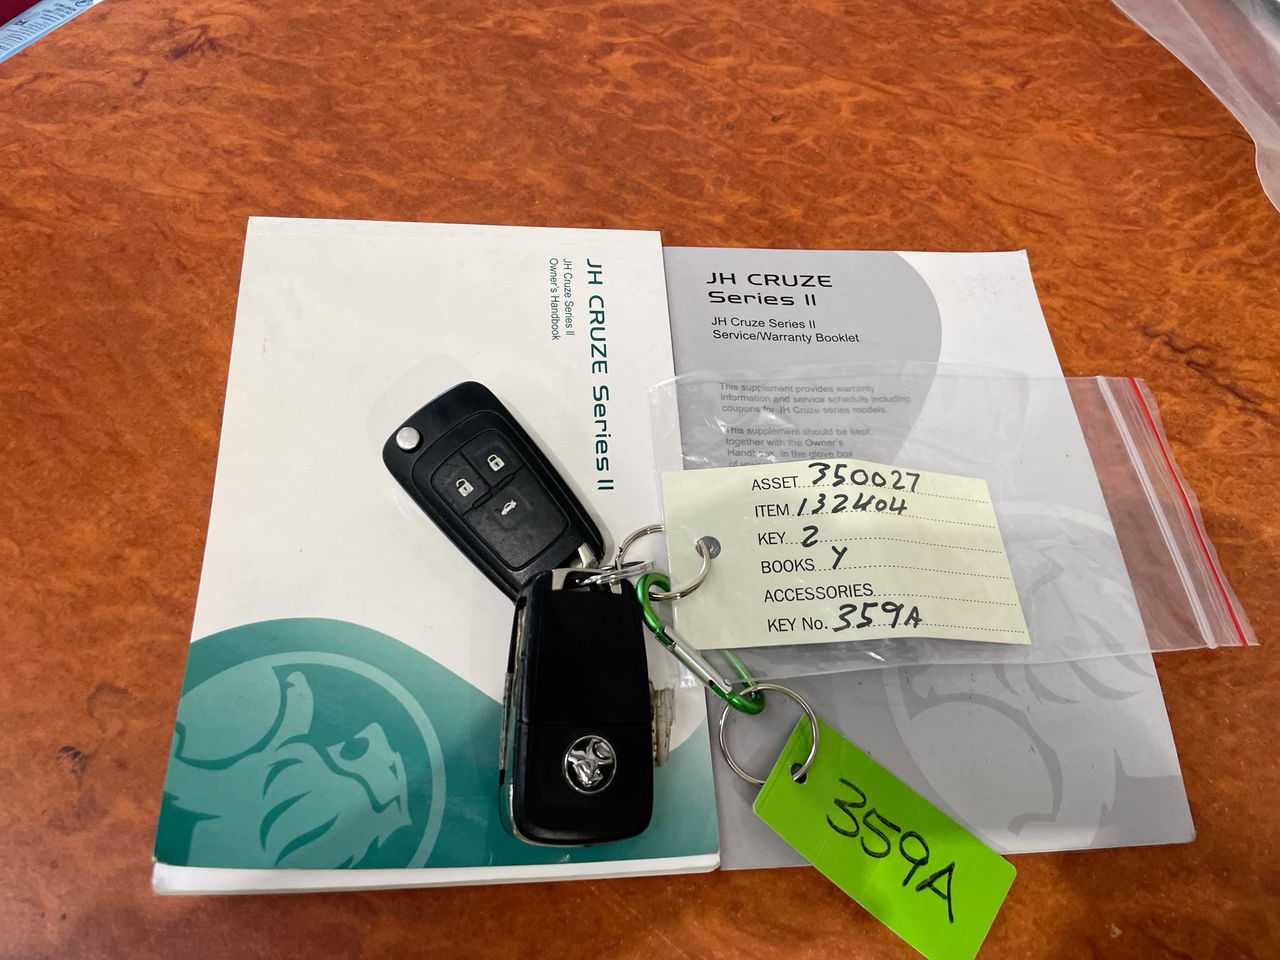 JH CRUZE Series II
JH Cruze Series II
Owner's Handbook
JH CRUZE
Series II
JH Cruze Series II
Service/Warranty Booklet
This supplement provides warranty
information and service schedule including
coupons for JH Cruze series models.
This supplement should be kept
together with the Owner's
in the glove box
ASSET 350027
ITEM 132404
KEY 2
BOOKS Y
ACCESSORIES
KEY No. 359A
359A